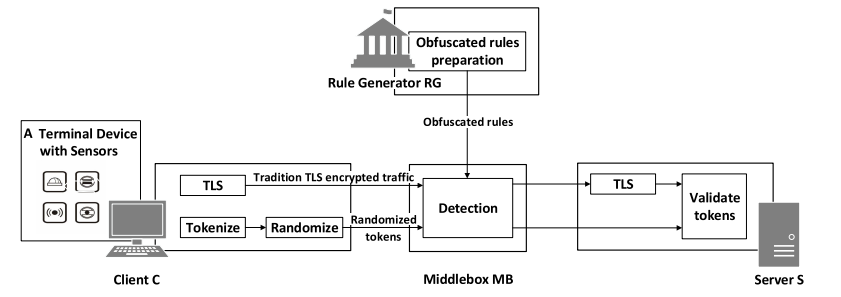 Obfuscated rules
preparation
Rule Generator RG
Obfuscated rules
A Terminal Device
with Sensors
TLS
Tradition TLS encrypted traffic
Tokenize
Randomize
Randomized
tokens
Detection
TLS
Validate
tokens
Client C
Middlebox MB
Server S